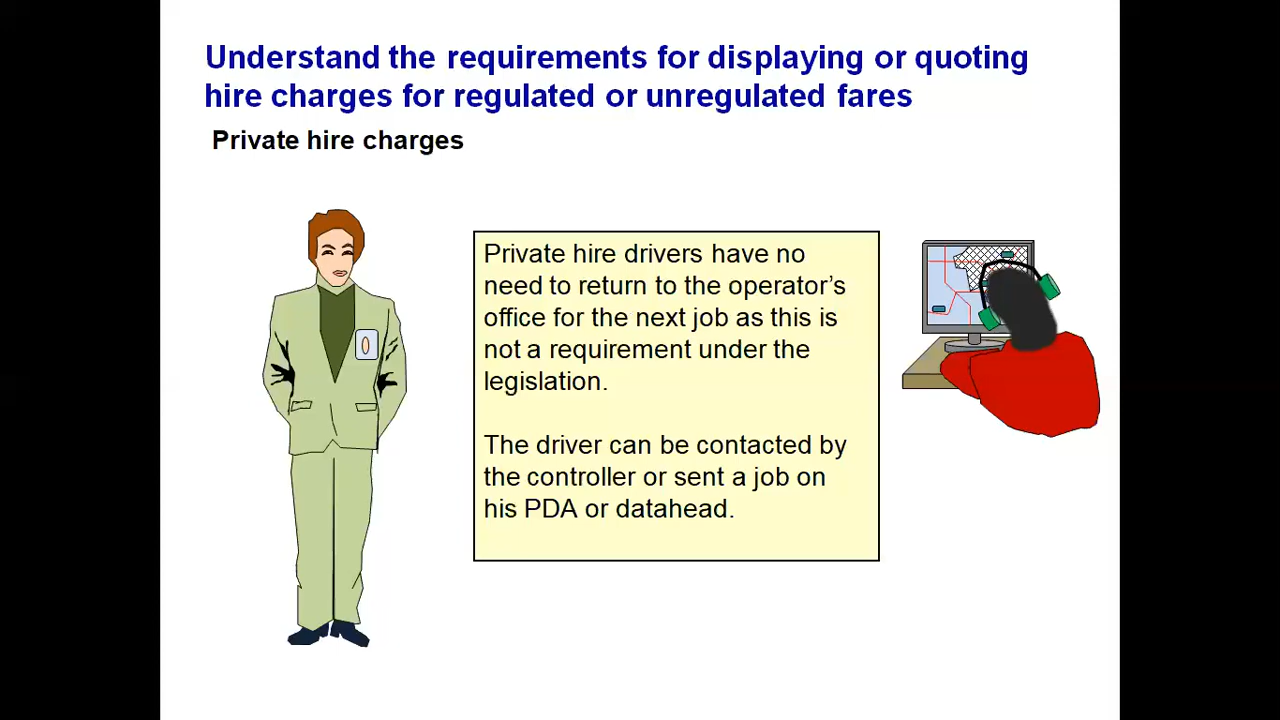 Understand the requirements for displaying or quoting
hire charges for regulated or unregulated fares
Private hire charges
Private hire drivers have no
need to return to the operator's
office for the next job as this is
not a requirement under the
legislation.
The driver can be contacted by
the controller or sent a job on
his PDA or datahead.